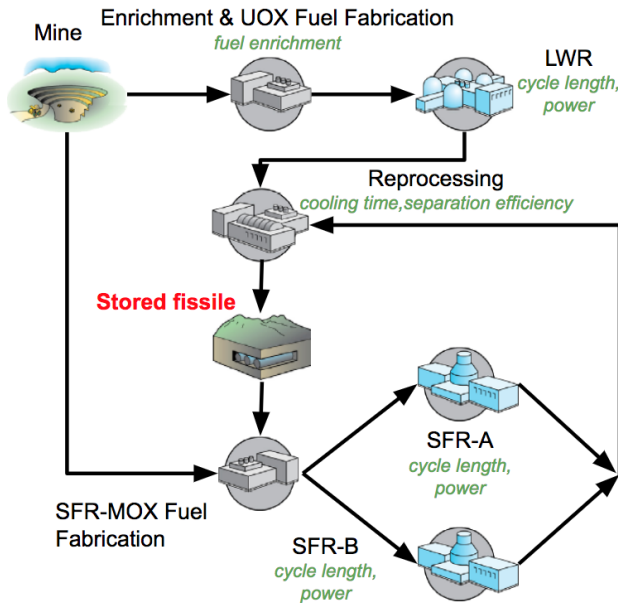 Enrichment & UOX Fuel Fabrication
fuel enrichment
Mine
LWR
cycle length,
power
Reprocessing
cooling time,separation efficiency
Stored fissile
SFR-A
cycle length,
power
SFR-MOX Fuel
Fabrication
SFR-B
cycle length,
power